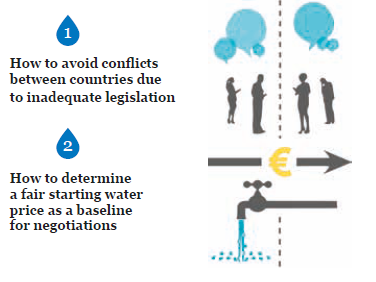 1
How to avoid conflicts
between countries due
to inadequate legislation
2
How to determine
a fair starting water
price as a baseline
for negotiations
€